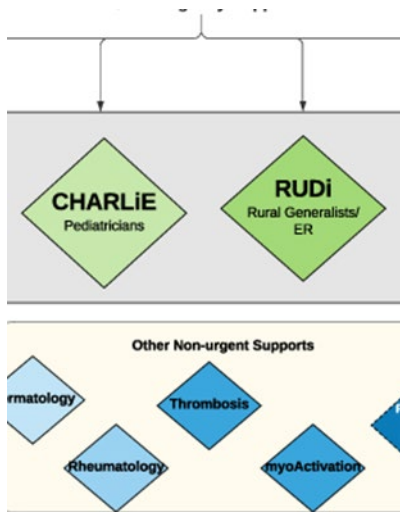 CHARLiE
Pediatricians
RUDi
Rural Generalists/
ER
Other Non-urgent Supports
rmatology
Thrombosis
Rheumatology
myoActivation